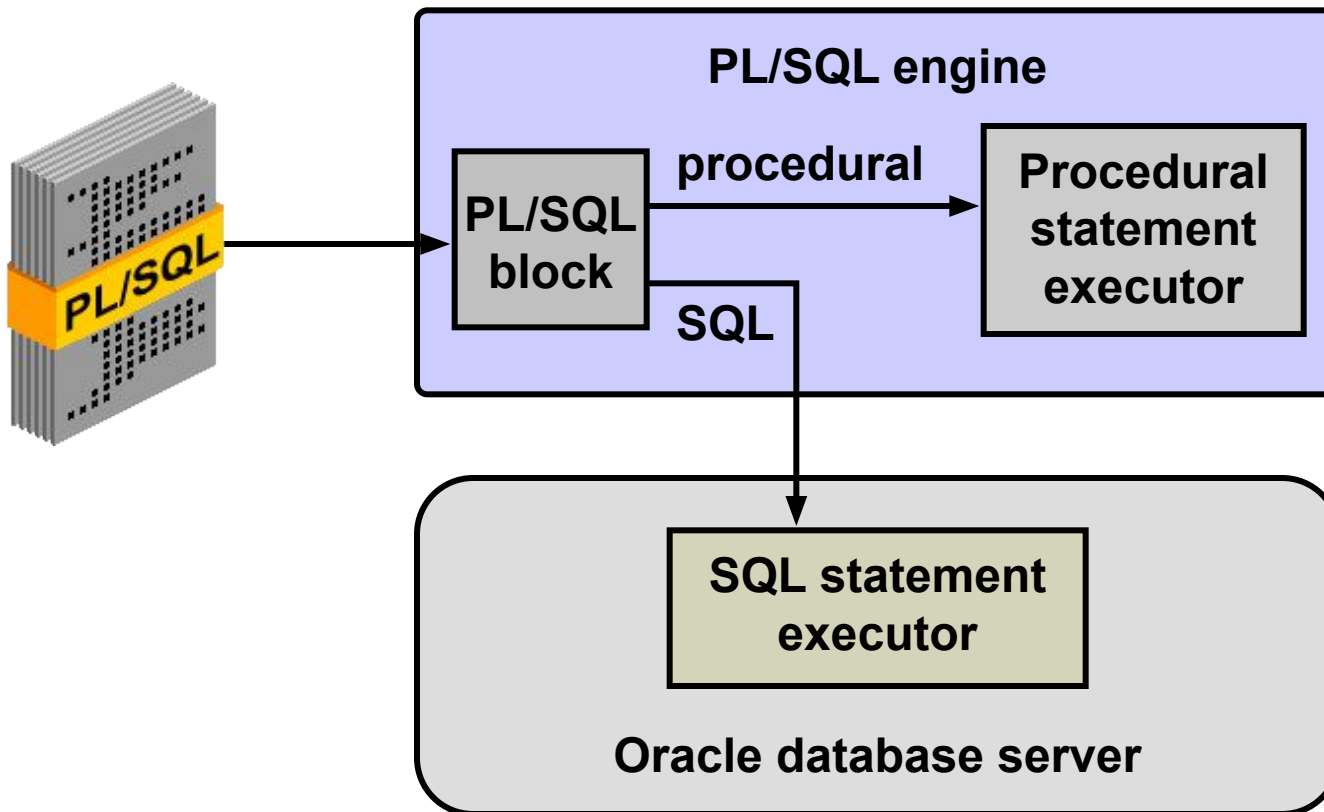 PL/SQL engine
PL/SQL
PL/SQL
block
procedural
SQL
Procedural
statement
executor
SQL statement
executor
Oracle database server